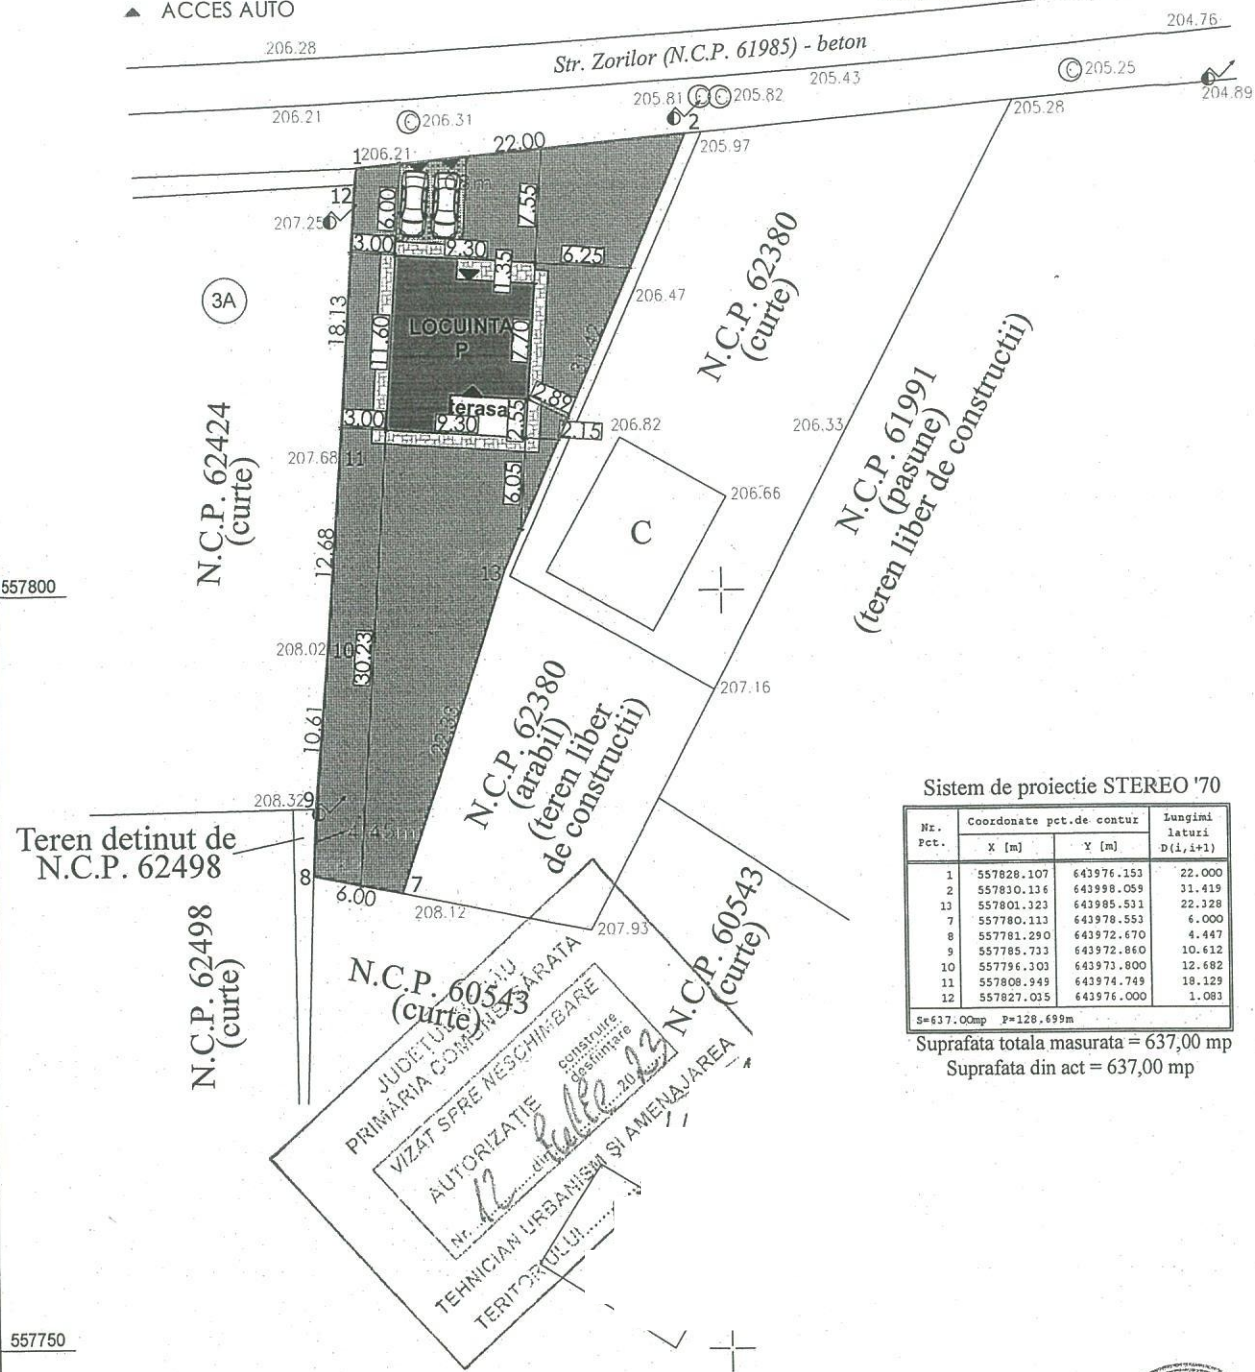 ACCES AUTO
204.76
206.28
Str. Zorilor (N.C.P. 61985) - beton
205.43
205.25
204.89
205.81
205.82
205.28
206.21
206.31
2
205.97
1
206.21
22.00
12
207.25
6.00
7.55
3.00
9.30
1.35
6.25
3A
18.13
206.47
N.C.P. 62380
(curte)
LOCUINTA
P
11.60
7.70
31.42
terasa
2.89
3.00
9.30
2.55
2.15
206.82
206.33
N.C.P. 61991
(pasune)
(teren liber de constructii)
N.C.P. 62424
(curte)
207.68
11
6.05
206.66
C
12.68
13
557800
208.02
10
30.23
207.16
10.61
22.33
N.C.P. 62380
(arabil)
(teren liber
de constructii)
208.32
9
4.45 m
Teren detinut de
N.C.P. 62498
8
6.00
7
208.12
207.93
N.C.P. 62498
(curte)
N.C.P. 60543
(curte)
N.C.P. 60543
(curte)
Sistem de proiectie STEREO '70
Nr. Pct. Coordonate pct.de contur Lungimi laturi D(i,i+1)
X [m] Y [m]
1 557828.107 643976.153 22.000
2 557830.136 643998.059 31.419
13 557801.323 643985.531 22.328
7 557780.113 643978.553 6.000
8 557781.290 643972.670 4.447
9 557785.733 643972.860 10.612
10 557796.303 643973.800 12.682
11 557808.949 643974.749 18.129
12 557827.035 643976.000 1.083
S=637.00mp P=128,699m
Suprafata totala masurata = 637,00 mp
Suprafata din act = 637,00 mp
PRIMĂRIA COMUNEI
VIZAT SPRE NESCHIMBARE
AUTORIZAȚIE
construire
desfiintare
Nr. 12 din 2023
TEHNICIAN URBANISM ȘI AMENAJAREA
TERITORIULUI
557750